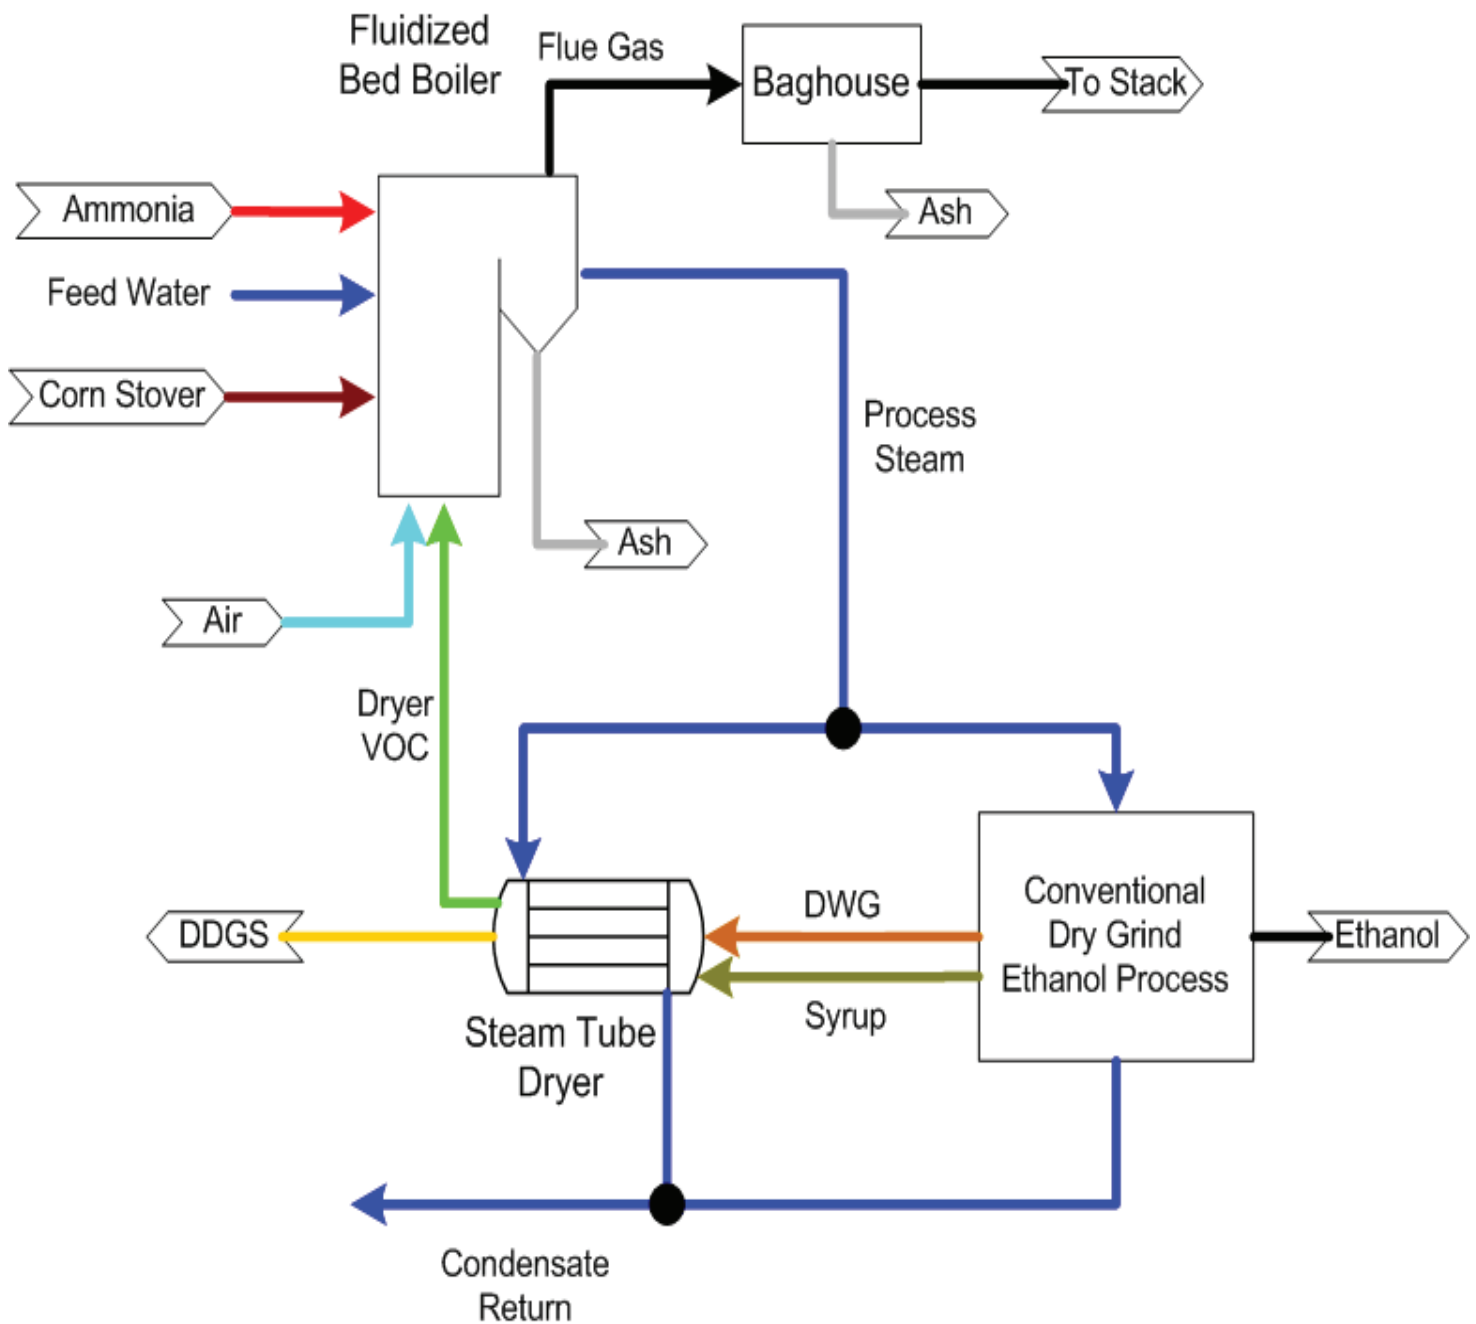 Fluidized
Bed Boiler
Flue Gas
Baghouse
To Stack
Ammonia
Ash
Feed Water
Corn Stover
Process
Steam
Ash
Air
Dryer
VOC
DWG
Conventional
Dry Grind
Ethanol Process
DDGS
Ethanol
Syrup
Steam Tube
Dryer
Condensate
Return